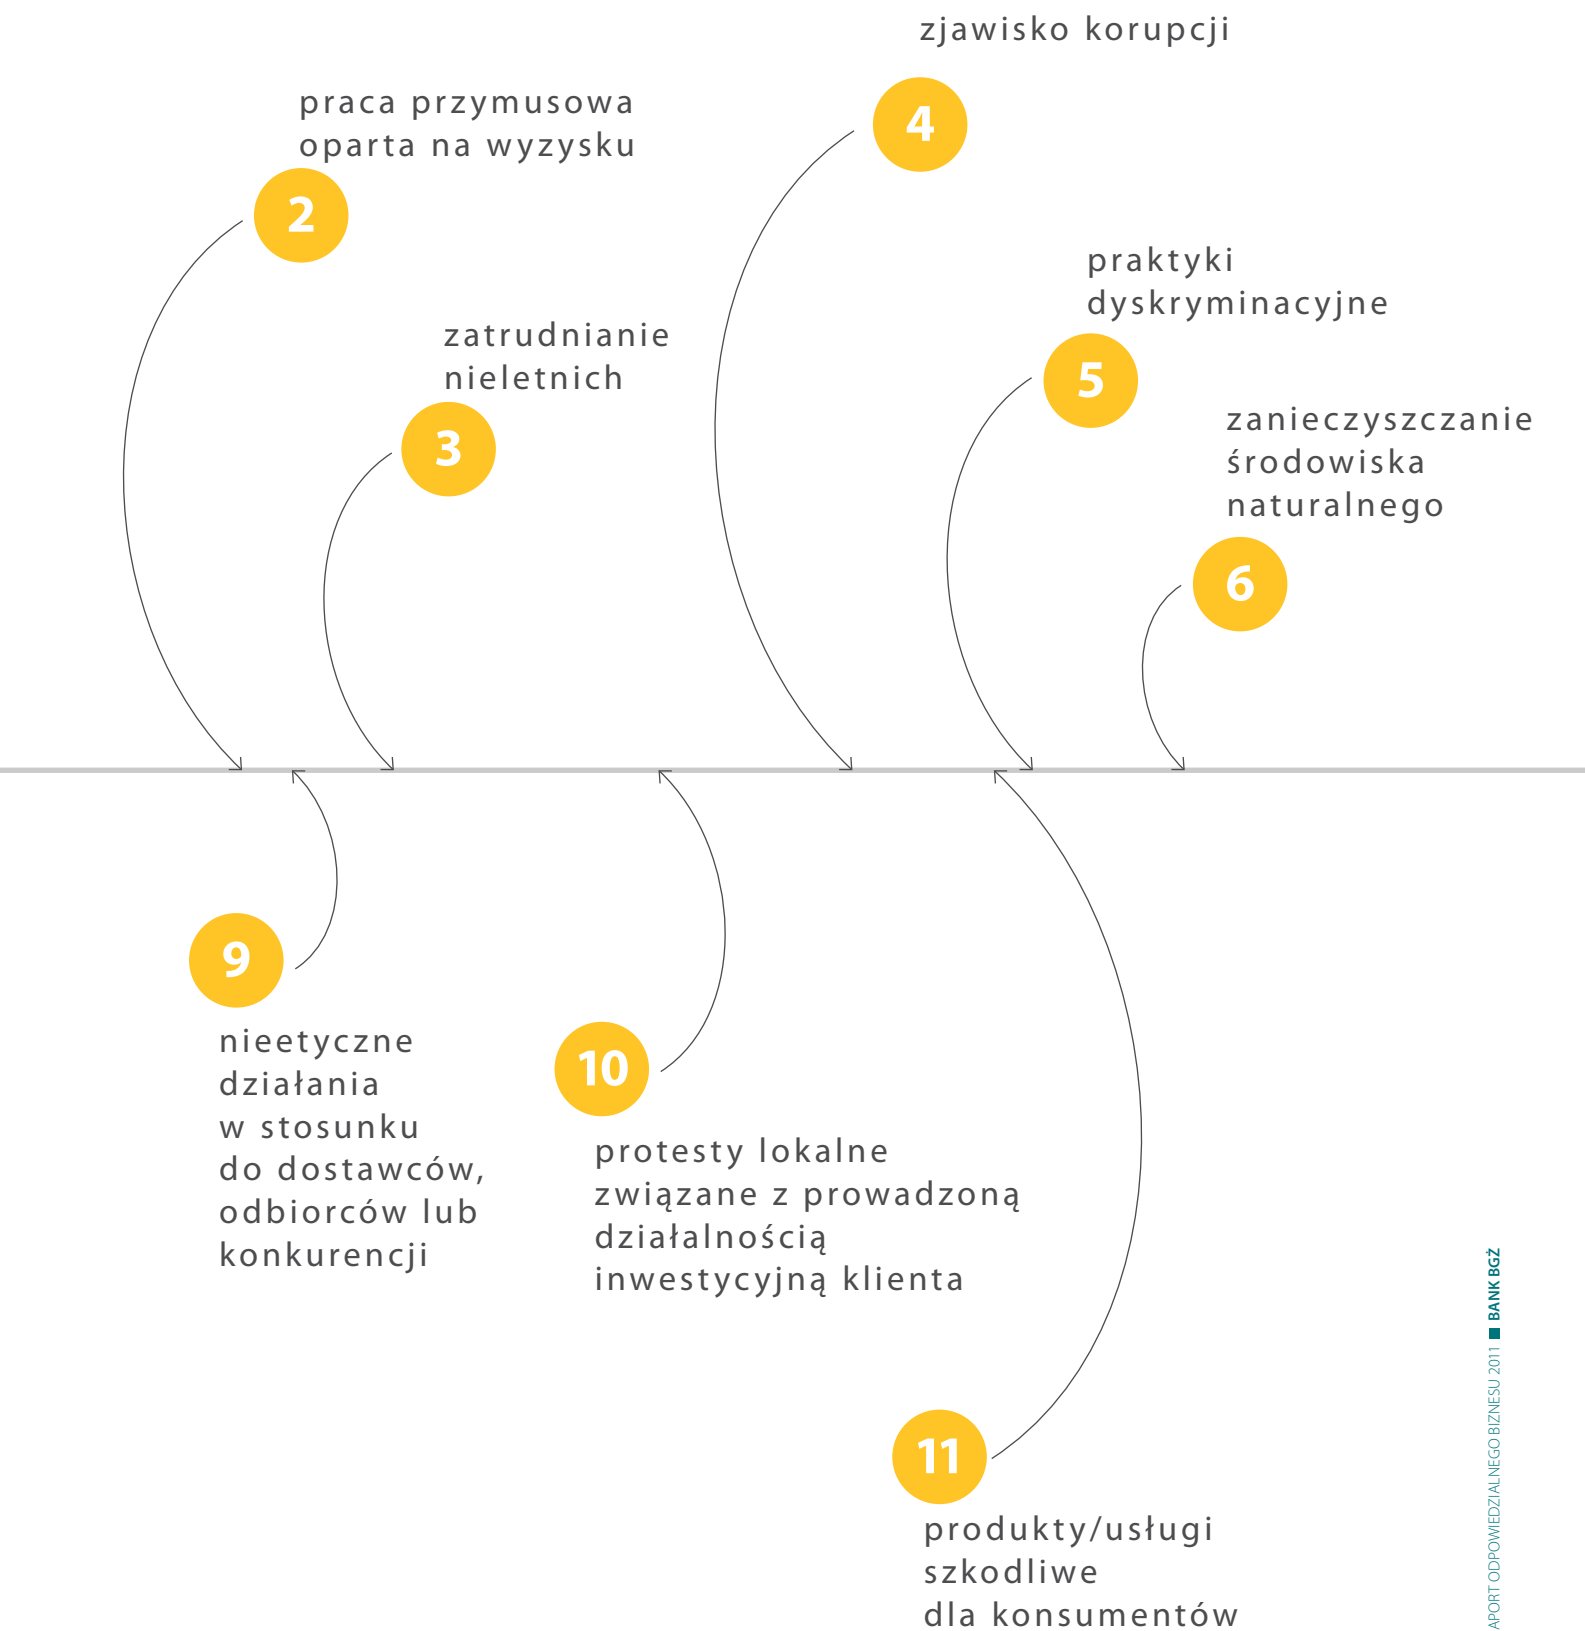 zjawisko korupcji
4
praca przymusowa
oparta na wyzysku
2
praktyki
dyskryminacyjne
5
zatrudnianie
nieletnich
3
zanieczyszczanie
środowiska
naturalnego
6
9
nieetyczne
działania
w stosunku
do dostawców,
odbiorców lub
konkurencji
10
protesty lokalne
związane z prowadzoną
działalnością
inwestycyjną klienta
11
produkty/usługi
szkodliwe
dla konsumentów
APORT ODPOWIEDZIALNEGO BIZNESU 2011 ■ BANK BGŻ